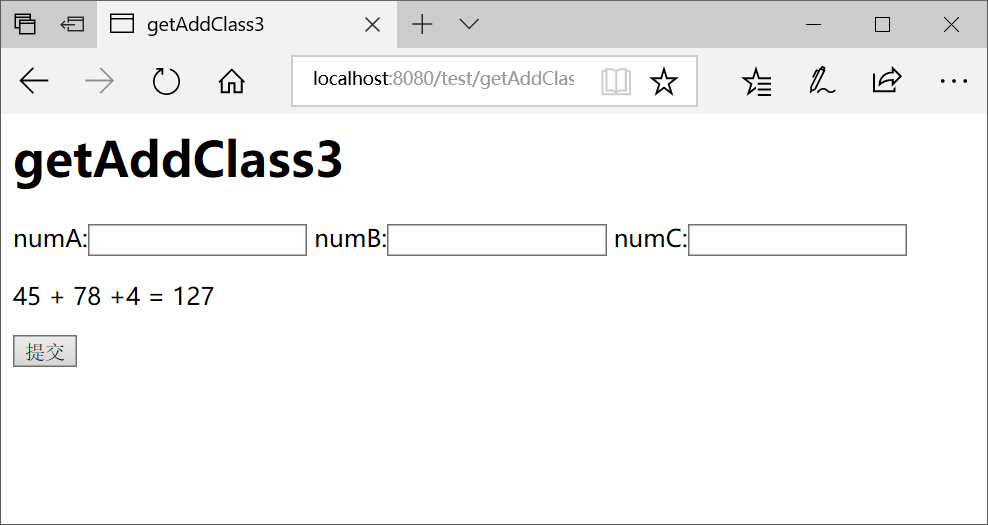 getAddClass3
localhost:8080/test/getAddClas
getAddClass3
numA: numB: numC:
45 + 78 +4 = 127
提交